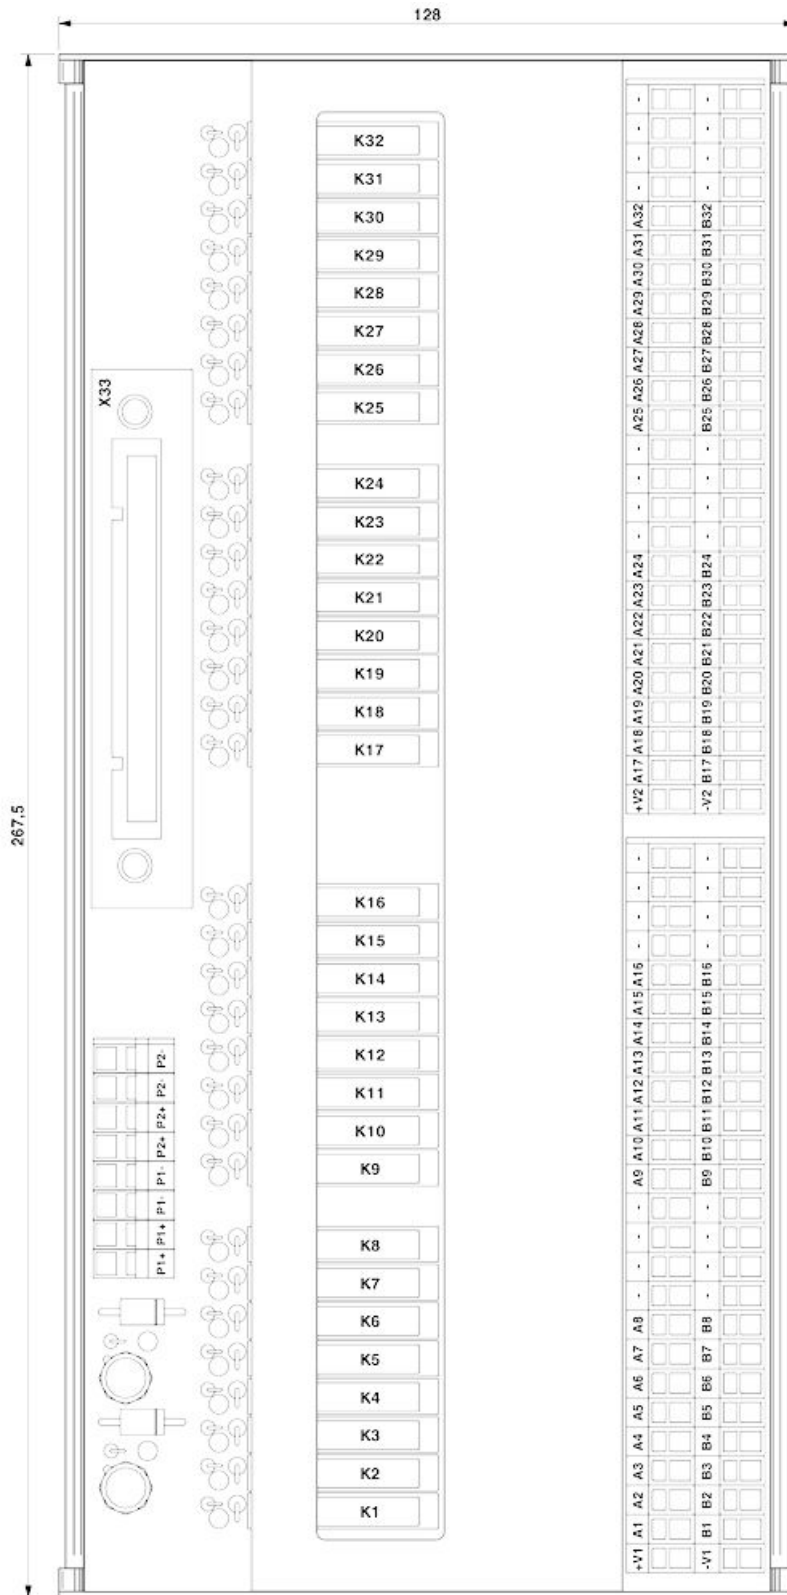 128
267,5
X33
K32
K31
K30
K29
K28
K27
K26
K25
K24
K23
K22
K21
K20
K19
K18
K17
K16
K15
K14
K13
K12
K11
K10
K9
K8
K7
K6
K5
K4
K3
K2
K1
P2-
P2-
P2+
P2+
P1-
P1-
P1+
P1+
- -
- -
- -
- -
A32 B32
A31 B31
A30 B30
A29 B29
A28 B28
A27 B27
A26 B26
A25 B25
- -
- -
- -
- -
A24 B24
A23 B23
A22 B22
A21 B21
A20 B20
A19 B19
A18 B18
A17 B17
+V2 -V2
- -
- -
- -
- -
A16 B16
A15 B15
A14 B14
A13 B13
A12 B12
A11 B11
A10 B10
A9 B9
- -
- -
- -
- -
A8 B8
A7 B7
A6 B6
A5 B5
A4 B4
A3 B3
A2 B2
A1 B1
+V1 -V1